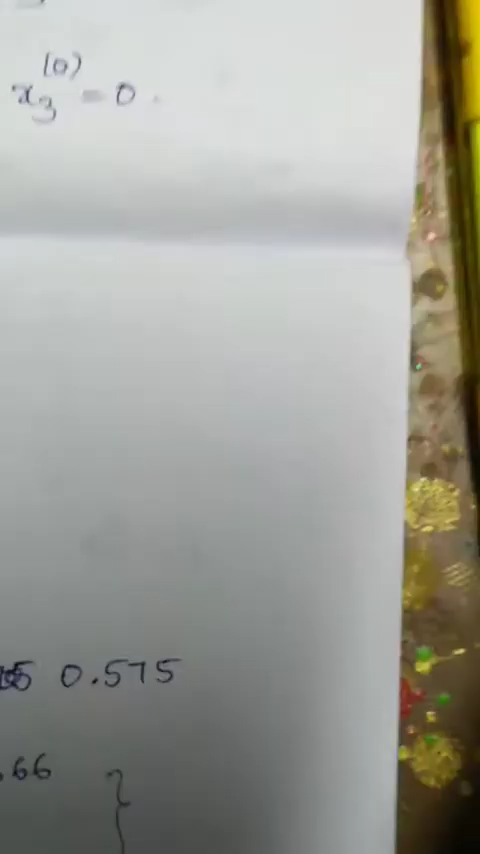 x₃⁽⁰⁾ = 0.
0.575
.66 }